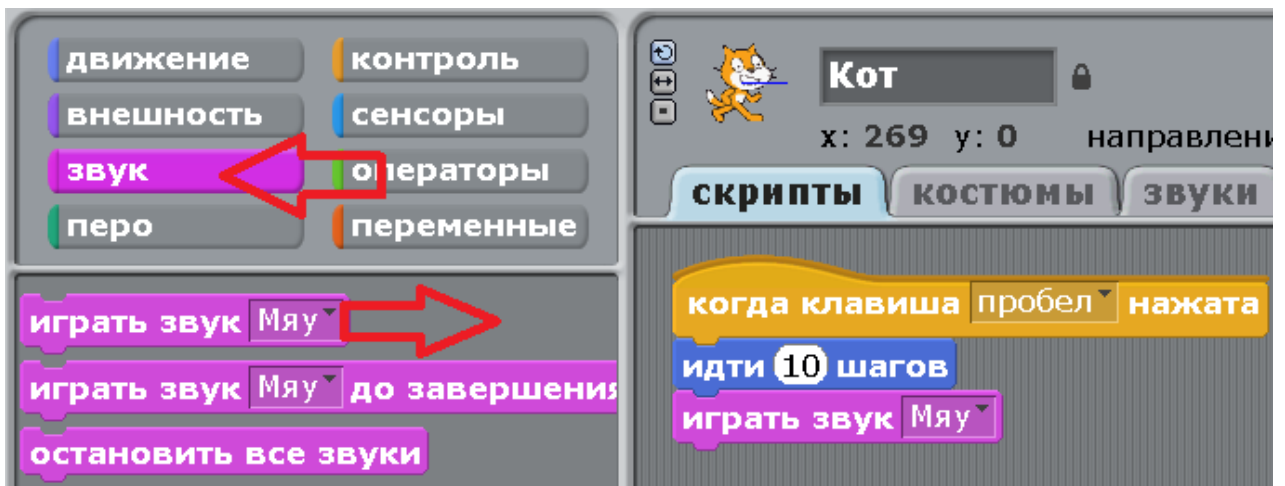 движение
контроль
внешность
сенсоры
звук
операторы
перо
переменные
играть звук Мяу
играть звук Мяу до завершения
остановить все звуки
Кот
x: 269 y: 0 направлени
скрипты
костюмы
звуки
когда клавиша пробел нажата
идти 10 шагов
играть звук Мяу